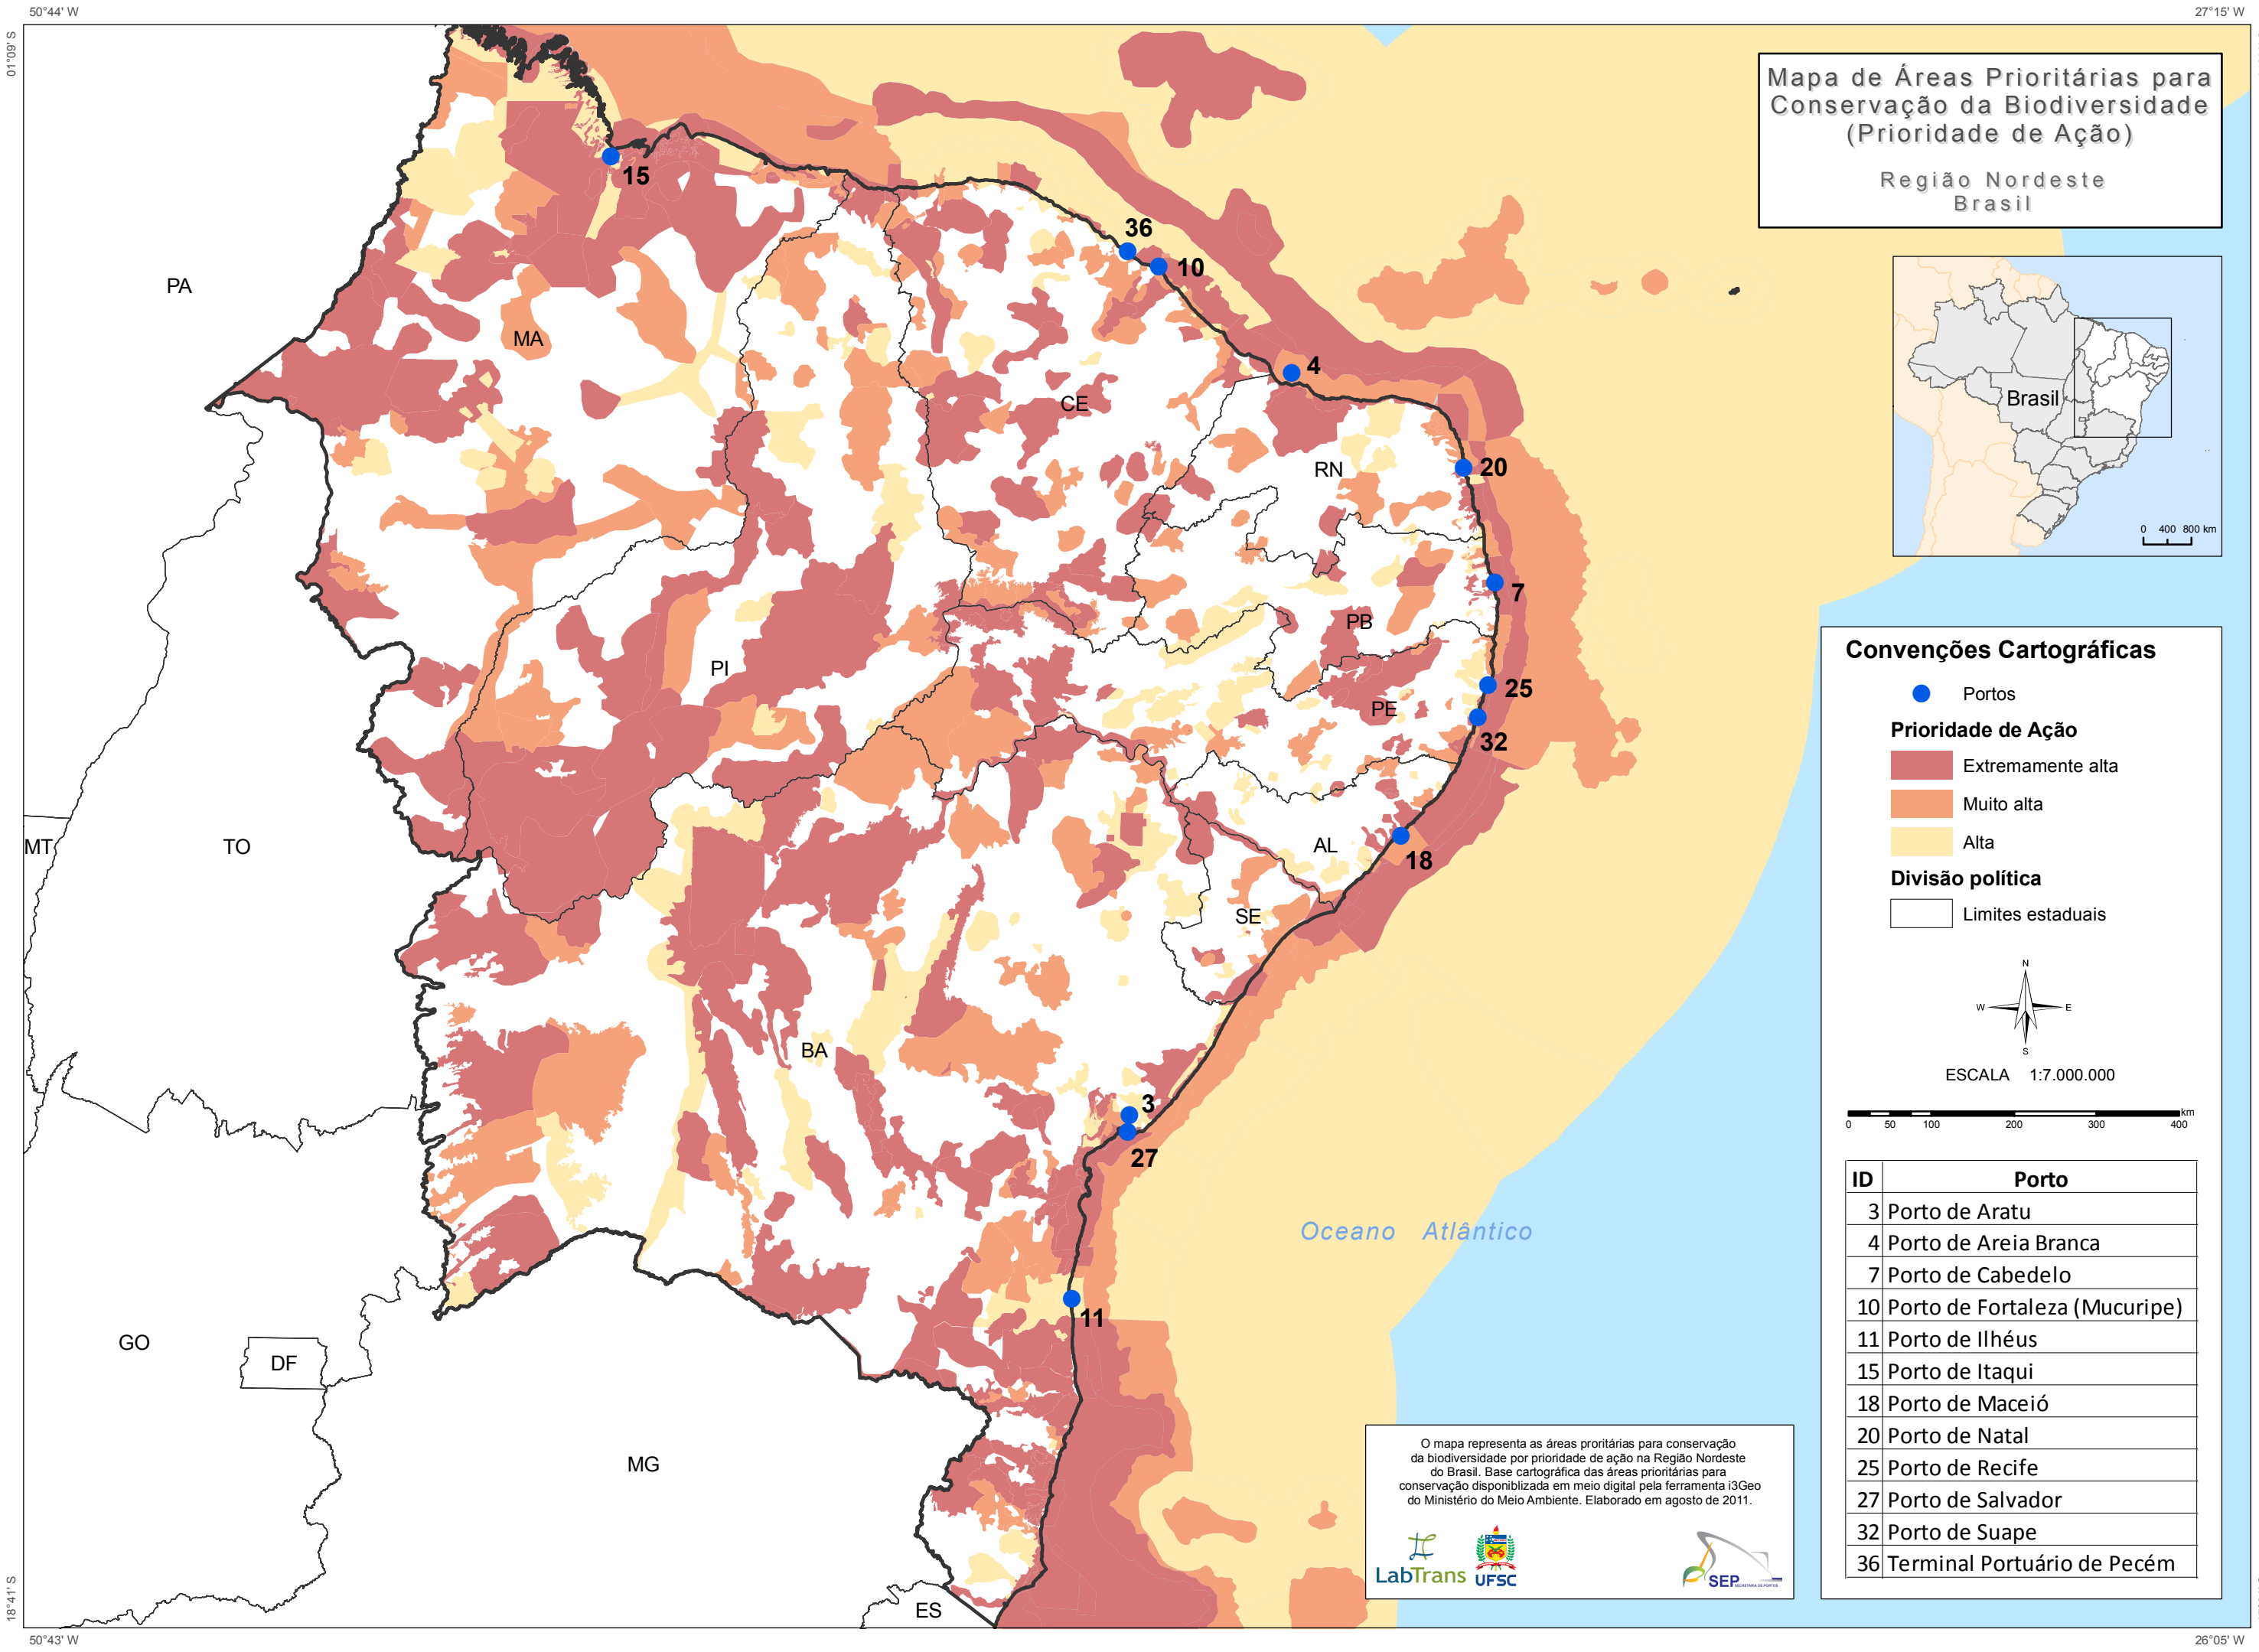 50°44' W
27°15' W
01°09' S
Mapa de Áreas Prioritárias para
Conservação da Biodiversidade
(Prioridade de Ação)
Região Nordeste
Brasil
15
36
10
PA
MA
4
CE
Brasil
0 400 800 km
RN
20
7
PB
PI
25
PE
32
MT
TO
AL
18
SE
BA
3
27
Oceano Atlântico
11
GO
DF
MG
ES
Convenções Cartográficas
Portos
Prioridade de Ação
Extremamente alta
Muito alta
Alta
Divisão política
Limites estaduais
N
W E
S
ESCALA 1:7.000.000
km
0 50 100 200 300 400
ID Porto
3 Porto de Aratu
4 Porto de Areia Branca
7 Porto de Cabedelo
10 Porto de Fortaleza (Mucuripe)
11 Porto de Ilhéus
15 Porto de Itaqui
18 Porto de Maceió
20 Porto de Natal
25 Porto de Recife
27 Porto de Salvador
32 Porto de Suape
36 Terminal Portuário de Pecém
O mapa representa as áreas proritárias para conservação
da biodiversidade por prioridade de ação na Região Nordeste
do Brasil. Base cartográfica das áreas prioritárias para
conservação disponiblizada em meio digital pela ferramenta i3Geo
do Ministério do Meio Ambiente. Elaborado em agosto de 2011.
LabTrans
UFSC
SEP SECRETARIA DE PORTOS
18°41' S
50°43' W
26°05' W